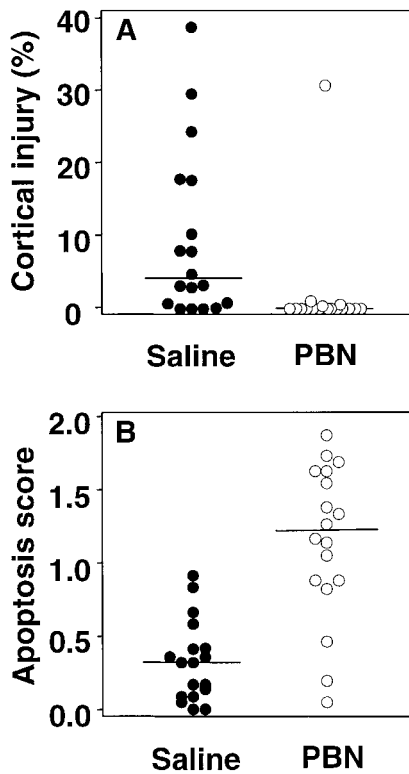 A
Cortical injury (%)
40
30
20
10
0
Saline PBN
B
Apoptosis score
2.0
1.5
1.0
0.5
0.0
Saline PBN